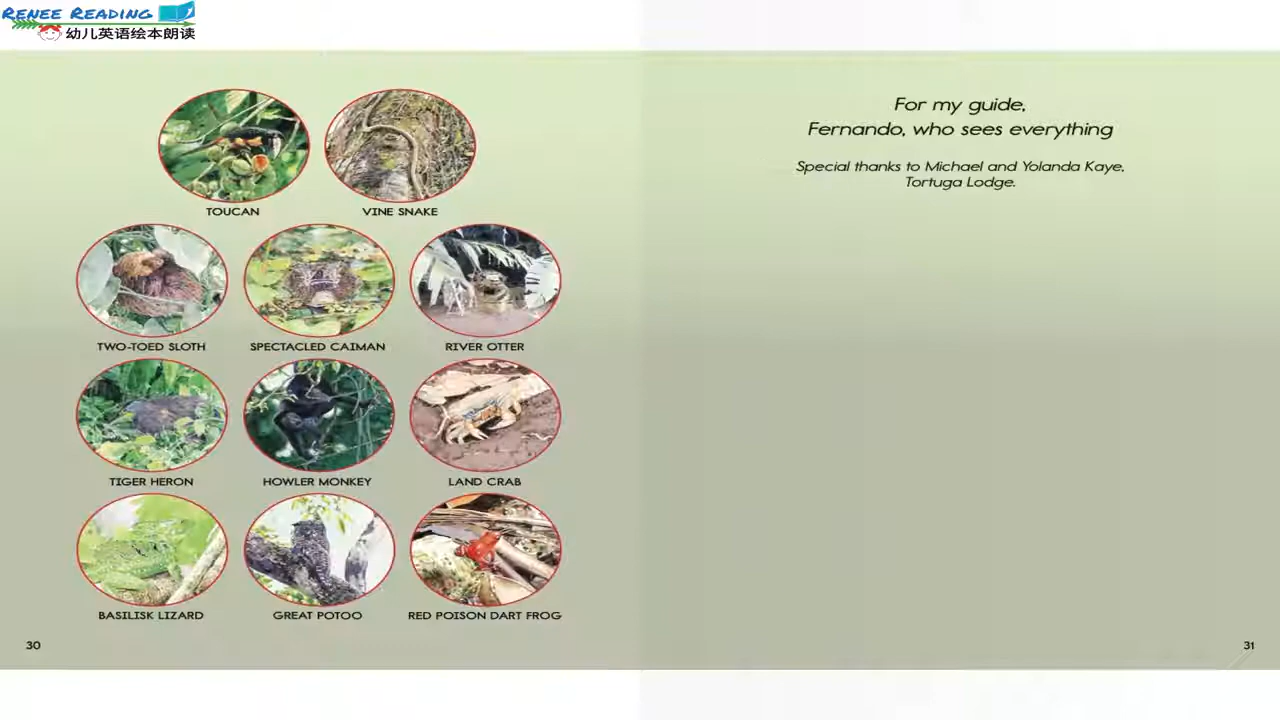 RENEE READING
幼儿英语绘本朗读
TOUCAN
VINE SNAKE
TWO-TOED SLOTH
SPECTACLED CAIMAN
RIVER OTTER
TIGER HERON
HOWLER MONKEY
LAND CRAB
BASILISK LIZARD
GREAT POTOO
RED POISON DART FROG
30
For my guide,
Fernando, who sees everything
Special thanks to Michael and Yolanda Kaye,
Tortuga Lodge.
31